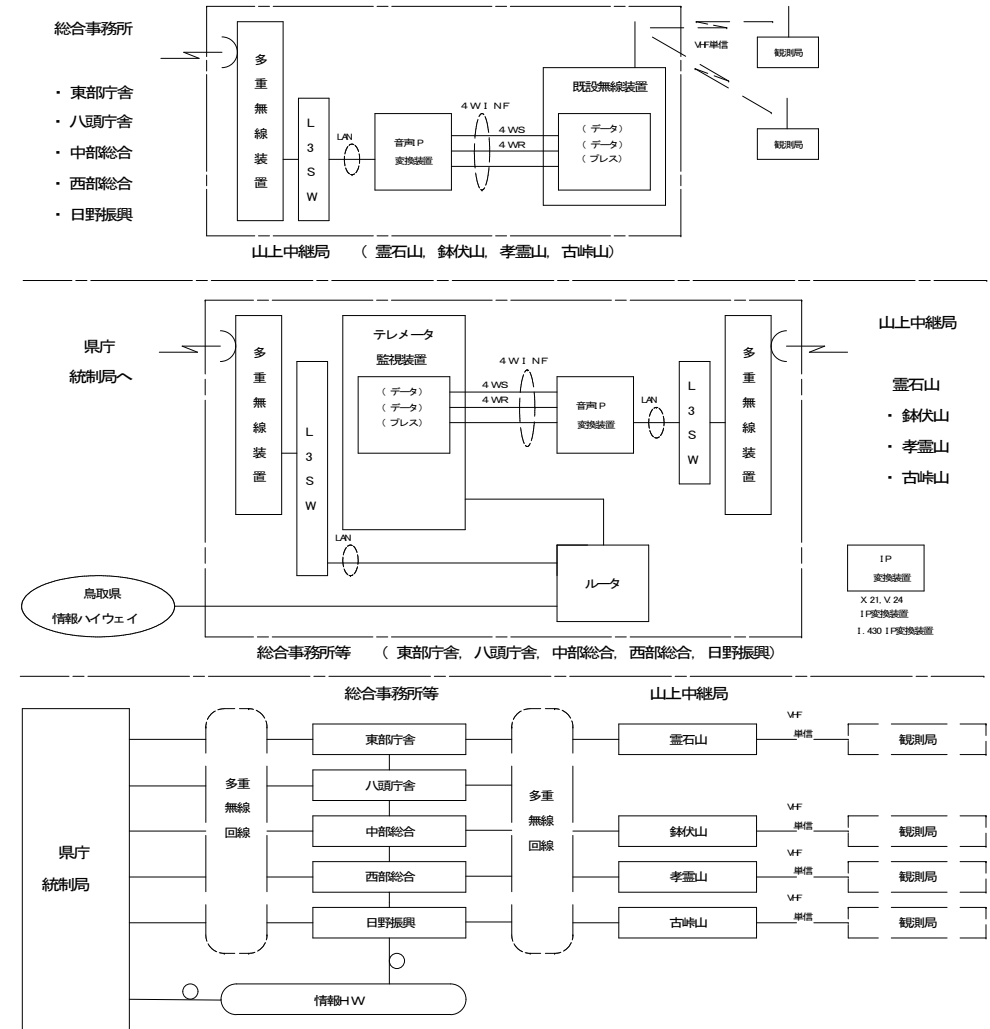 総合事務所
・ 東部庁舎
・ 八頭庁舎
・ 中部総合
・ 西部総合
・ 日野振興
多重無線装置
L3SW
LAN
音声IP
変換装置
4WINF
4WS
4WR
既設無線装置
(データ)
(データ)
(プレス)
VHF単信
観測局
観測局
山上中継局 (霊石山, 鉢伏山, 孝霊山, 古峠山)
県庁
統制局へ
多重無線装置
L3SW
LAN
テレメータ
監視装置
(データ)
(データ)
(プレス)
4WINF
4WS
4WR
音声IP
変換装置
LAN
L3SW
多重無線装置
ルータ
鳥取県
情報ハイウェイ
山上中継局
霊石山
・ 鉢伏山
・ 孝霊山
・ 古峠山
IP
変換装置
X.21, V.24
IP変換装置
I.430 IP変換装置
総合事務所等 (東部庁舎, 八頭庁舎, 中部総合, 西部総合, 日野振興)
総合事務所等 山上中継局
県庁
統制局
多重
無線
回線
東部庁舎
八頭庁舎
中部総合
西部総合
日野振興
多重
無線
回線
霊石山
VHF
単信
観測局
鉢伏山
VHF
単信
観測局
孝霊山
VHF
単信
観測局
古峠山
VHF
単信
観測局
情報HW